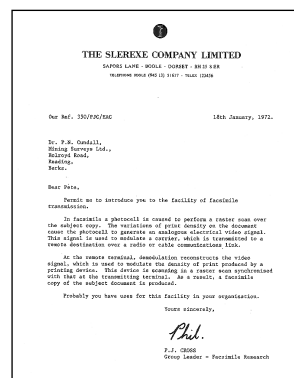 THE SLEREXE COMPANY LIMITED
SAPORS LANE - BOOLE - DORSET - BH 25 8 ER
TELEPHONE BOOLE (945 13) 51617 - TELEX 123456
Our Ref. 350/PJC/EAC 18th January, 1972.
Dr. P.N. Cundall,
Mining Surveys Ltd.,
Holroyd Road,
Reading,
Berks.
Dear Pete,
Permit me to introduce you to the facility of facsimile
transmission.
In facsimile a photocell is caused to perform a raster scan over
the subject copy. The variations of print density on the document
cause the photocell to generate an analogous electrical video signal.
This signal is used to modulate a carrier, which is transmitted to a
remote destination over a radio or cable communications link.
At the remote terminal, demodulation reconstructs the video
signal, which is used to modulate the density of print produced by a
printing device. This device is scanning in a raster scan synchronised
with that at the transmitting terminal. As a result, a facsimile
copy of the subject document is produced.
Probably you have uses for this facility in your organisation.
Yours sincerely,
Phil.
P.J. CROSS
Group Leader - Facsimile Research